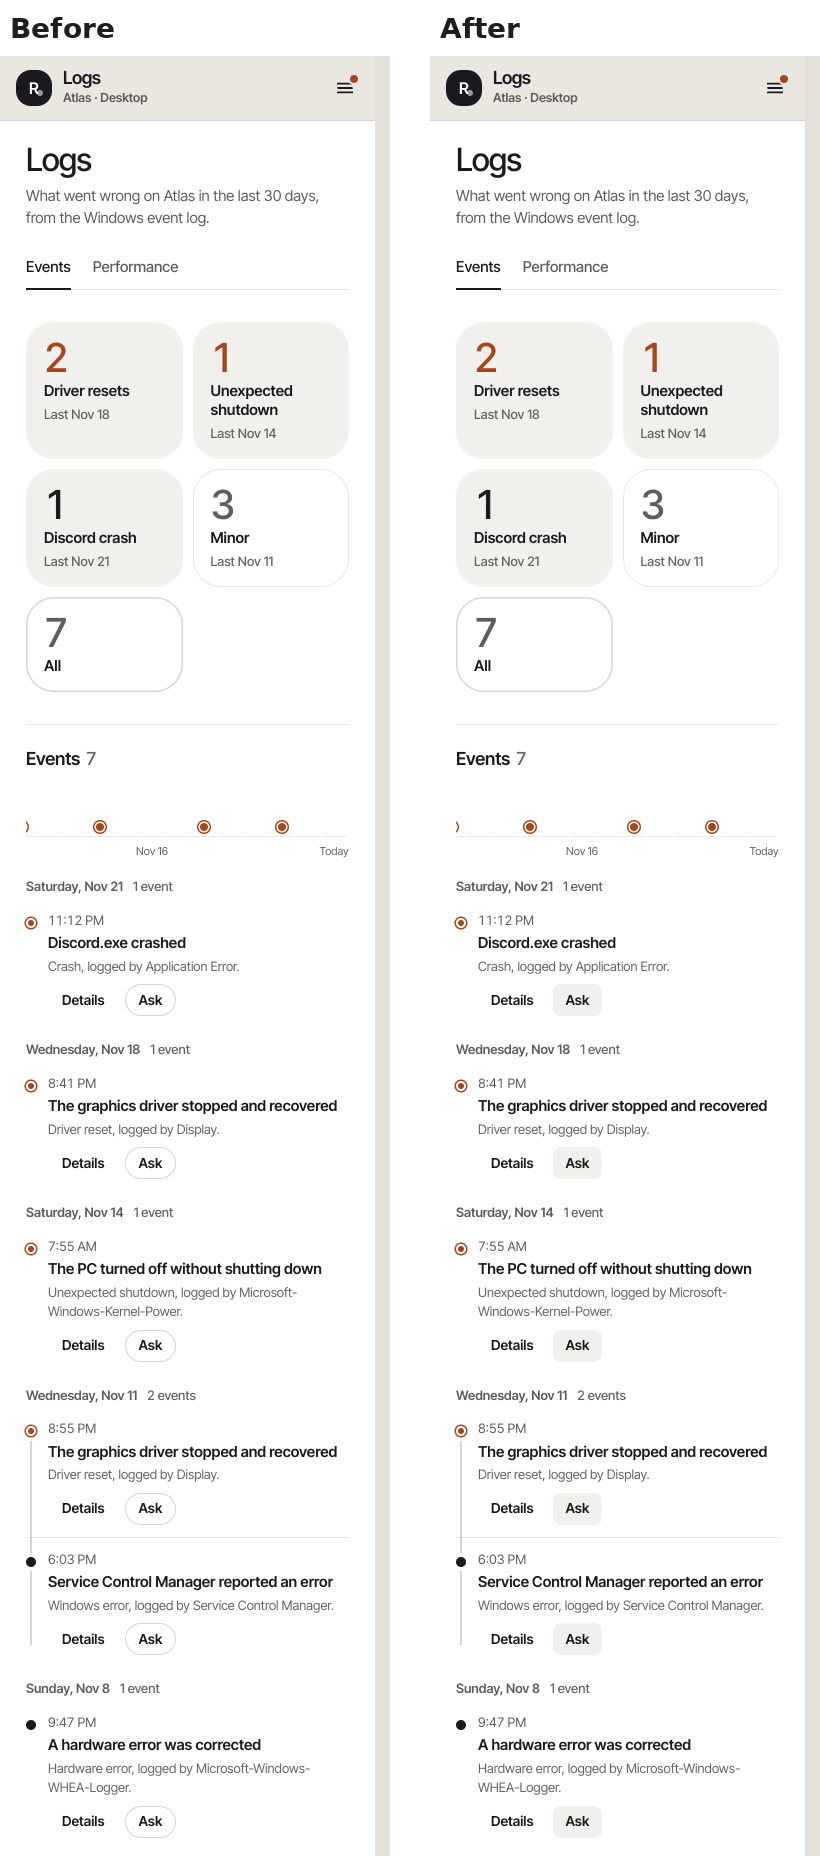 Before
R
Logs
Atlas · Desktop
Logs
What went wrong on Atlas in the last 30 days,
from the Windows event log.
Events Performance
2
Driver resets
Last Nov 18
1
Unexpected
shutdown
Last Nov 14
1
Discord crash
Last Nov 21
3
Minor
Last Nov 11
7
All
Events 7
Nov 16 Today
Saturday, Nov 21 1 event
11:12 PM
Discord.exe crashed
Crash, logged by Application Error.
Details Ask
Wednesday, Nov 18 1 event
8:41 PM
The graphics driver stopped and recovered
Driver reset, logged by Display.
Details Ask
Saturday, Nov 14 1 event
7:55 AM
The PC turned off without shutting down
Unexpected shutdown, logged by Microsoft-
Windows-Kernel-Power.
Details Ask
Wednesday, Nov 11 2 events
8:55 PM
The graphics driver stopped and recovered
Driver reset, logged by Display.
Details Ask
6:03 PM
Service Control Manager reported an error
Windows error, logged by Service Control Manager.
Details Ask
Sunday, Nov 8 1 event
9:47 PM
A hardware error was corrected
Hardware error, logged by Microsoft-Windows-
WHEA-Logger.
Details Ask
After
R
Logs
Atlas · Desktop
Logs
What went wrong on Atlas in the last 30 days,
from the Windows event log.
Events Performance
2
Driver resets
Last Nov 18
1
Unexpected
shutdown
Last Nov 14
1
Discord crash
Last Nov 21
3
Minor
Last Nov 11
7
All
Events 7
Nov 16 Today
Saturday, Nov 21 1 event
11:12 PM
Discord.exe crashed
Crash, logged by Application Error.
Details Ask
Wednesday, Nov 18 1 event
8:41 PM
The graphics driver stopped and recovered
Driver reset, logged by Display.
Details Ask
Saturday, Nov 14 1 event
7:55 AM
The PC turned off without shutting down
Unexpected shutdown, logged by Microsoft-
Windows-Kernel-Power.
Details Ask
Wednesday, Nov 11 2 events
8:55 PM
The graphics driver stopped and recovered
Driver reset, logged by Display.
Details Ask
6:03 PM
Service Control Manager reported an error
Windows error, logged by Service Control Manager.
Details Ask
Sunday, Nov 8 1 event
9:47 PM
A hardware error was corrected
Hardware error, logged by Microsoft-Windows-
WHEA-Logger.
Details Ask